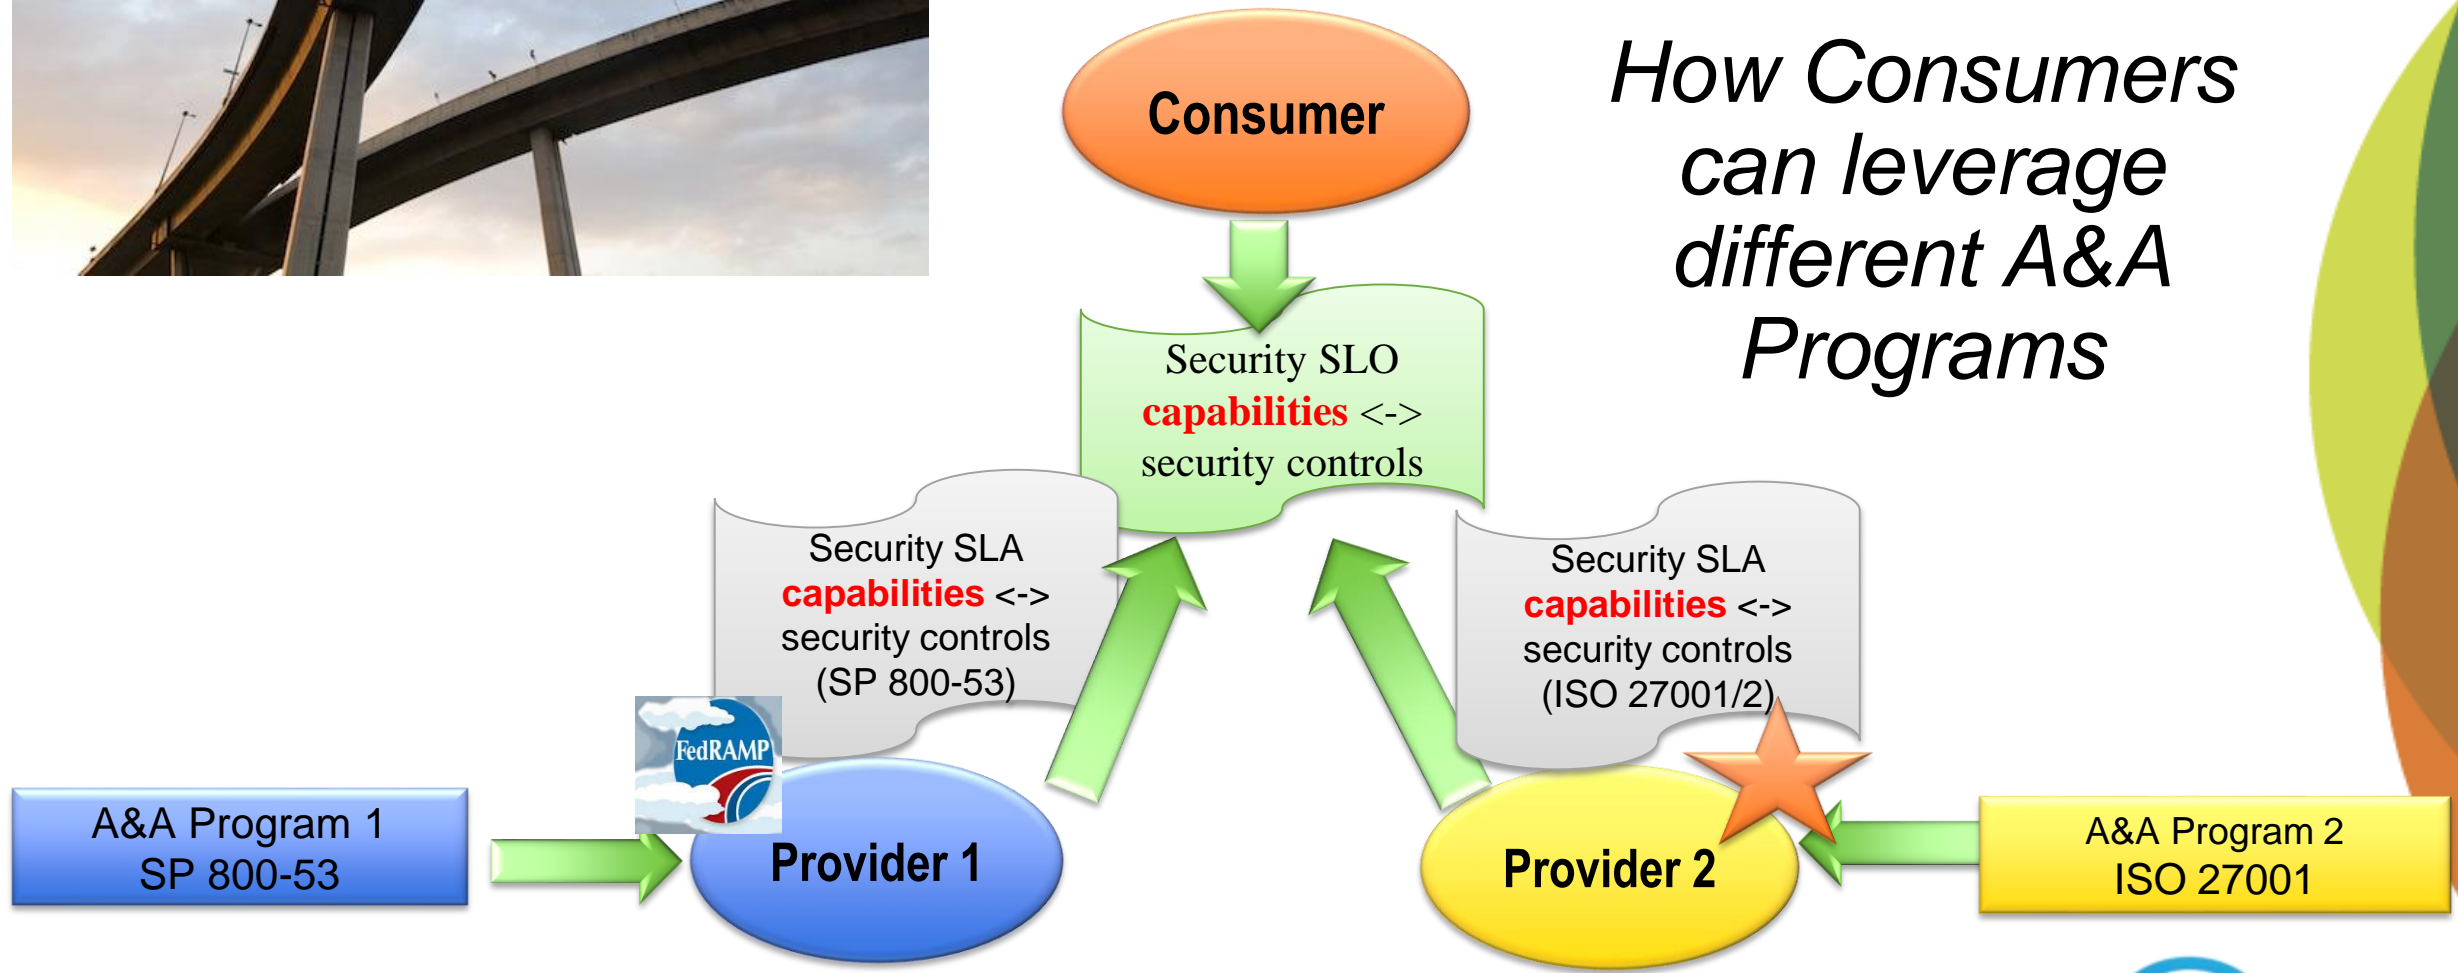 How Consumers
can leverage
different A&A
Programs
Consumer
Security SLO
capabilities <->
security controls
Security SLA
capabilities <->
security controls
(SP 800-53)
Security SLA
capabilities <->
security controls
(ISO 27001/2)
FedRAMP
A&A Program 1
SP 800-53
Provider 1
Provider 2
A&A Program 2
ISO 27001